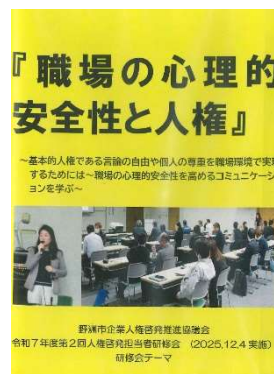 『職場の心理的
安全性と人権』
～基本的人権である言論の自由や個人の尊重を職場環境で実現
するためには～職場の心理的安全性を高めるコミュニケーシ
ョンを学ぶ～
野洲市企業人権啓発推進協議会
令和7年度第2回人権啓発担当者研修会 (2025.12.4 実施)
研修会テーマ